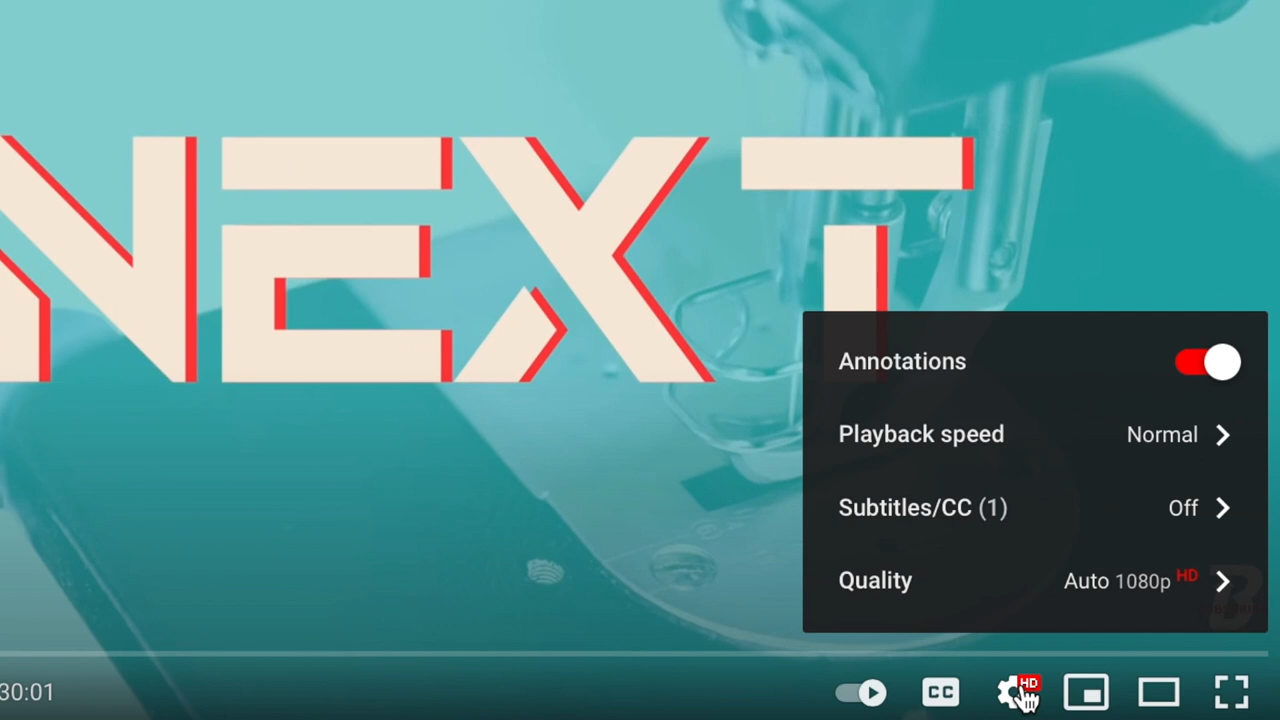 NEXT
Annotations
Playback speed Normal
Subtitles/CC (1) Off
Quality Auto 1080p HD
30:01 CC HD